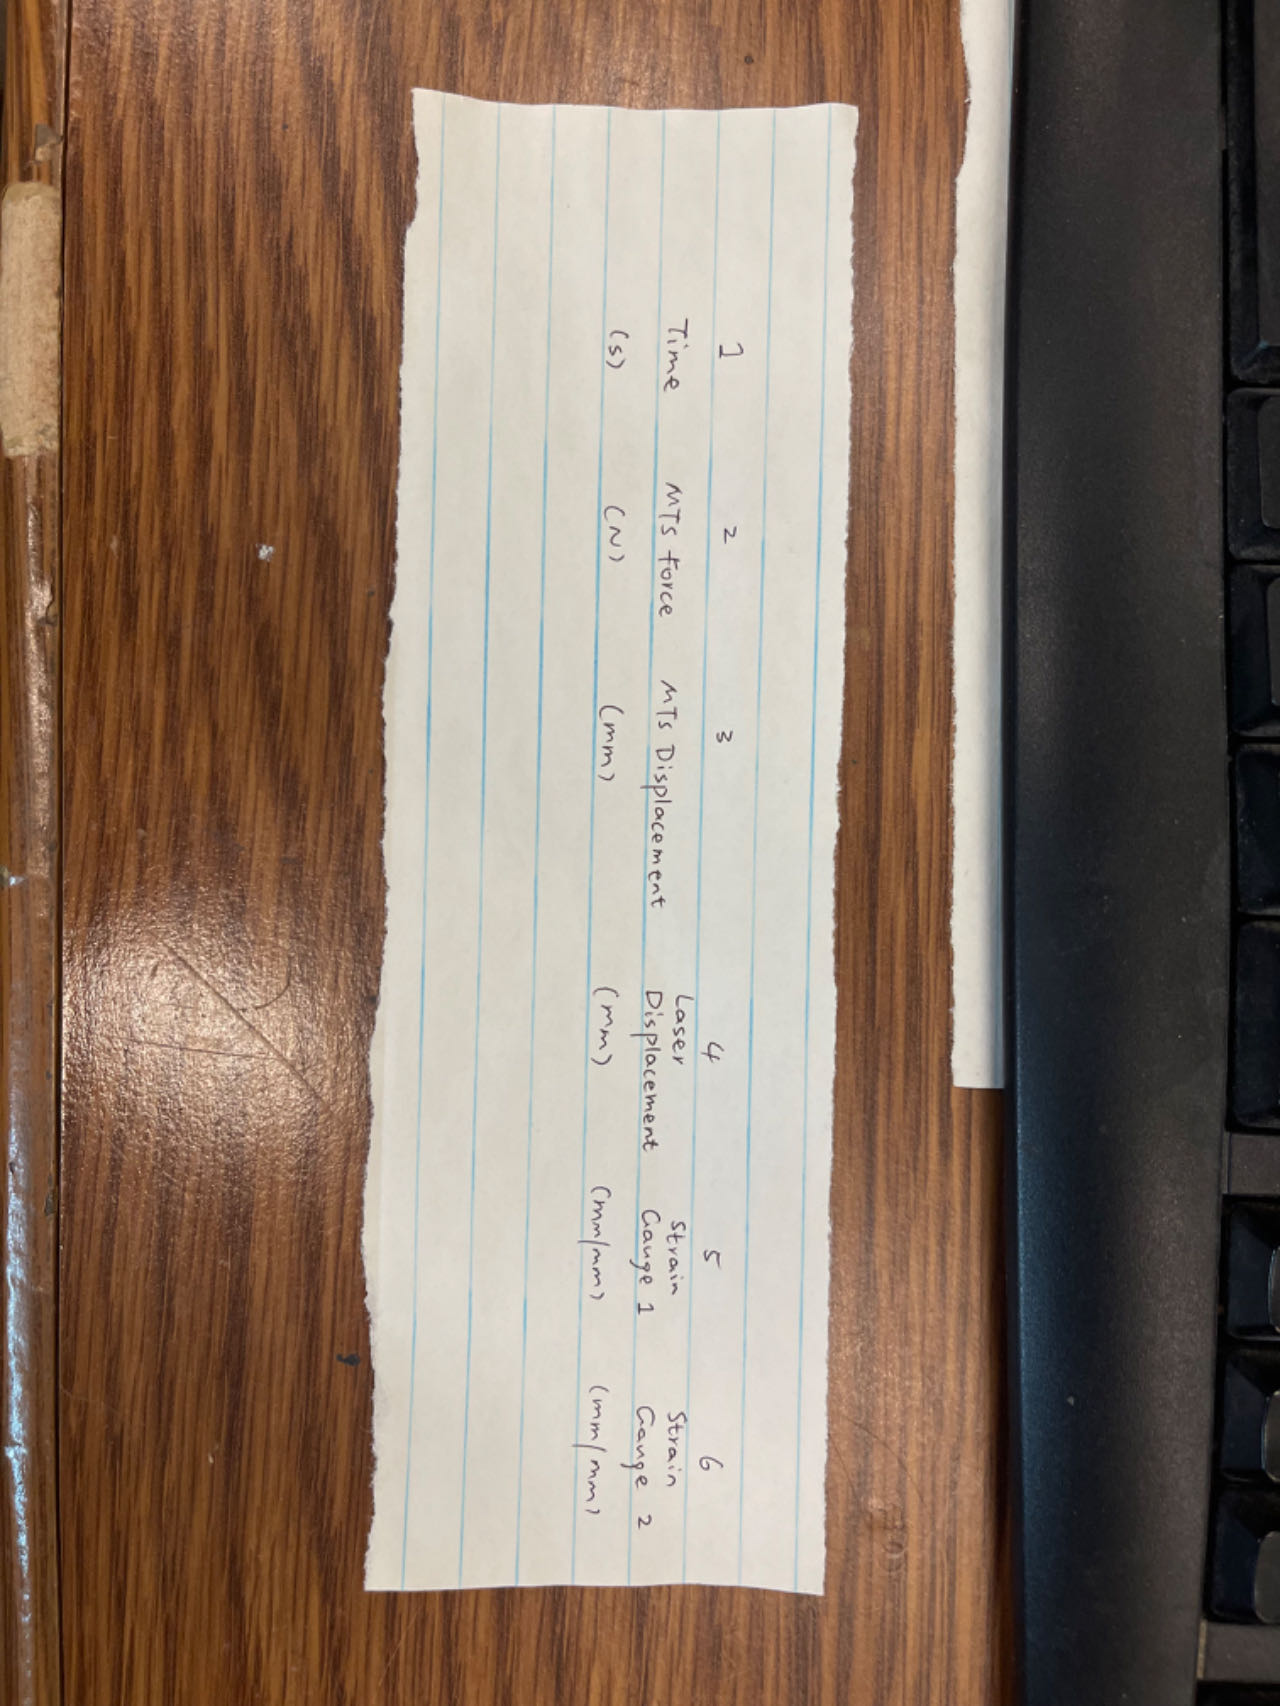 1 2 3 4 5 6
Time MTS Force MTS Displacement Laser Displacement Strain Gauge 1 Strain Gauge 2
(s) (N) (mm) (mm) (mm/mm) (mm/mm)